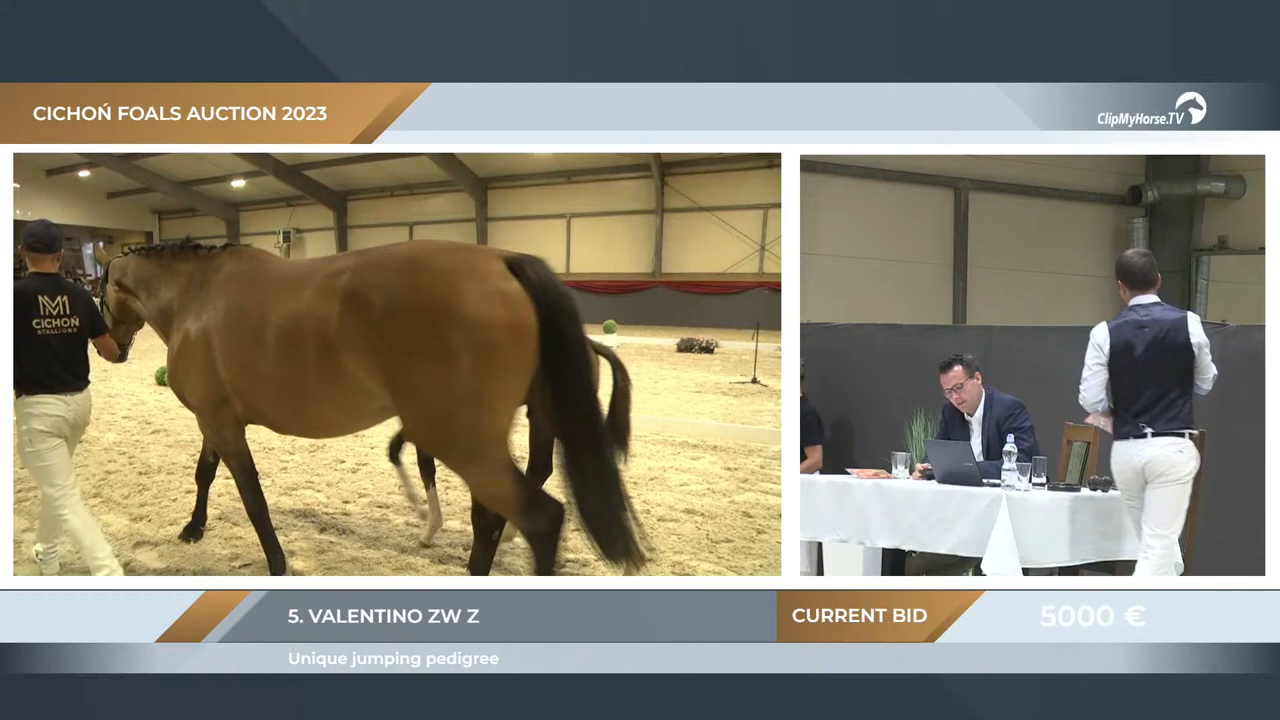 CICHOŃ FOALS AUCTION 2023
ClipMyHorse.TV
CICHOŃ
STALLIONS
5. VALENTINO ZW Z
CURRENT BID
5000 €
Unique jumping pedigree